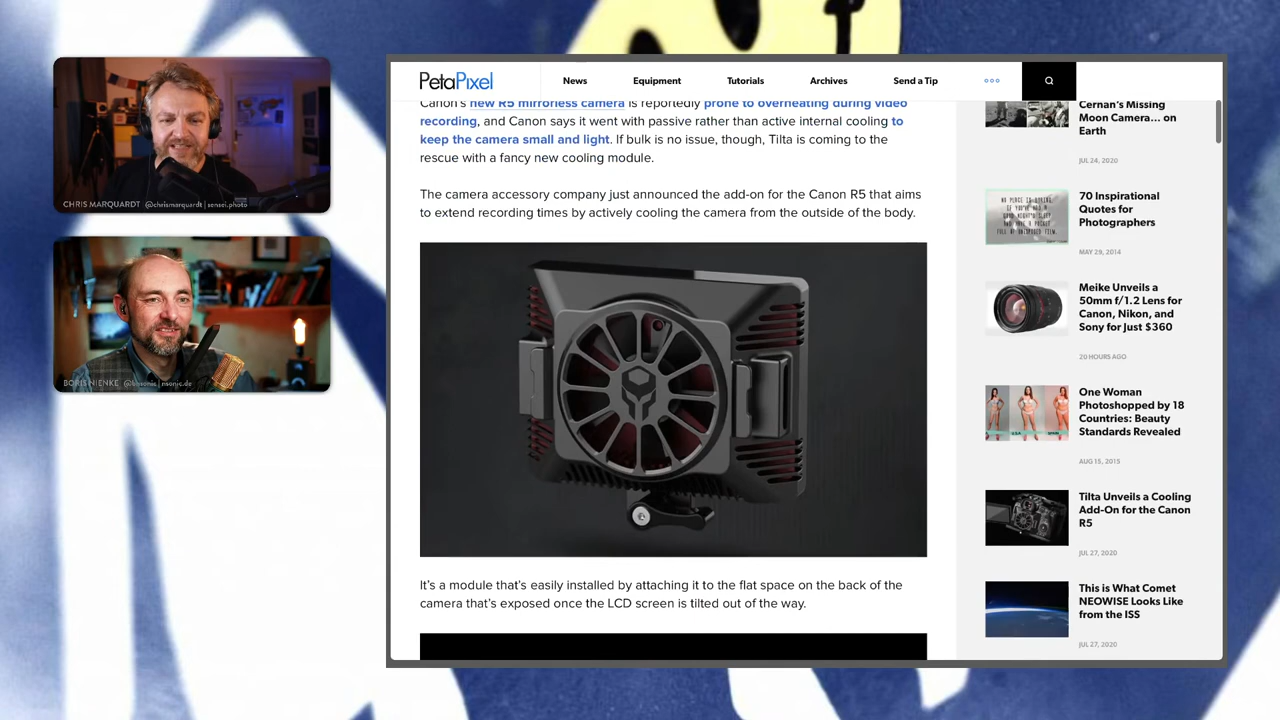 CHRIS MARQUARDT @chrismarquardt | sensei.photo
BORIS NIENKE @bosonic | nsonic.de
PetaPixel
News
Equipment
Tutorials
Archives
Send a Tip
Canon's new R5 mirrorless camera is reportedly prone to overheating during video
recording, and Canon says it went with passive rather than active internal cooling to
keep the camera small and light. If bulk is no issue, though, Tilta is coming to the
rescue with a fancy new cooling module.
The camera accessory company just announced the add-on for the Canon R5 that aims
to extend recording times by actively cooling the camera from the outside of the body.
It's a module that's easily installed by attaching it to the flat space on the back of the
camera that's exposed once the LCD screen is tilted out of the way.
Cernan's Missing
Moon Camera... on
Earth
JUL 24, 2020
70 Inspirational
Quotes for
Photographers
MAY 29, 2014
Meike Unveils a
50mm f/1.2 Lens for
Canon, Nikon, and
Sony for Just $360
20 HOURS AGO
One Woman
Photoshopped by 18
Countries: Beauty
Standards Revealed
AUG 15, 2015
Tilta Unveils a Cooling
Add-On for the Canon
R5
JUL 27, 2020
This is What Comet
NEOWISE Looks Like
from the ISS
JUL 27, 2020